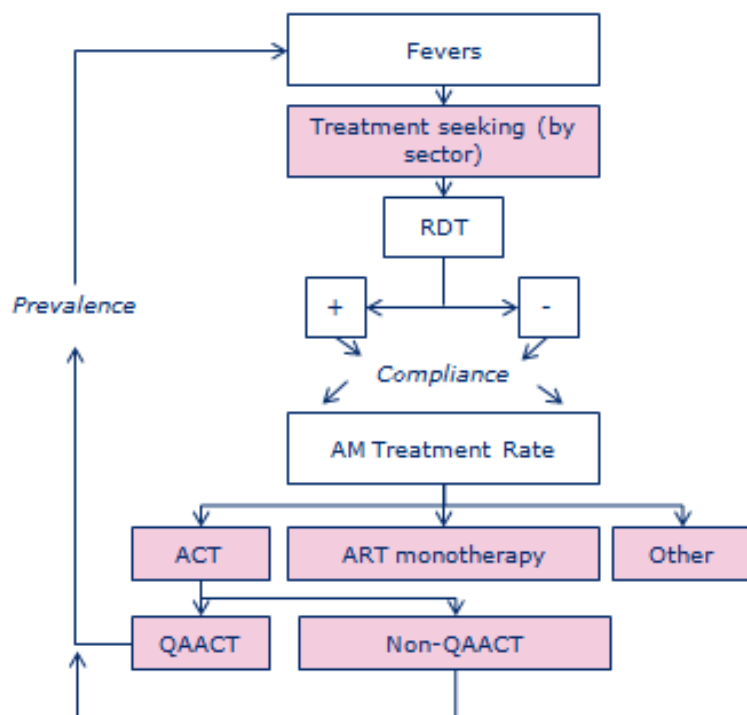 Fevers
Treatment seeking (by
sector)
RDT
+
-
Prevalence
Compliance
AM Treatment Rate
ACT
ART monotherapy
Other
QAACT
Non-QAACT